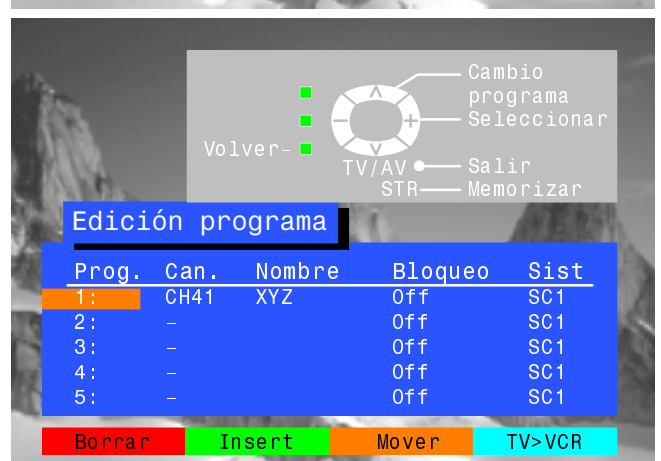 Cambio
programa
Seleccionar
Volver
TV/AV Salir
STR Memorizar
Edición programa
Prog. Can. Nombre Bloqueo Sist
1: CH41 XYZ Off SC1
2: – Off SC1
3: – Off SC1
4: – Off SC1
5: – Off SC1
Borrar Insert Mover TV>VCR